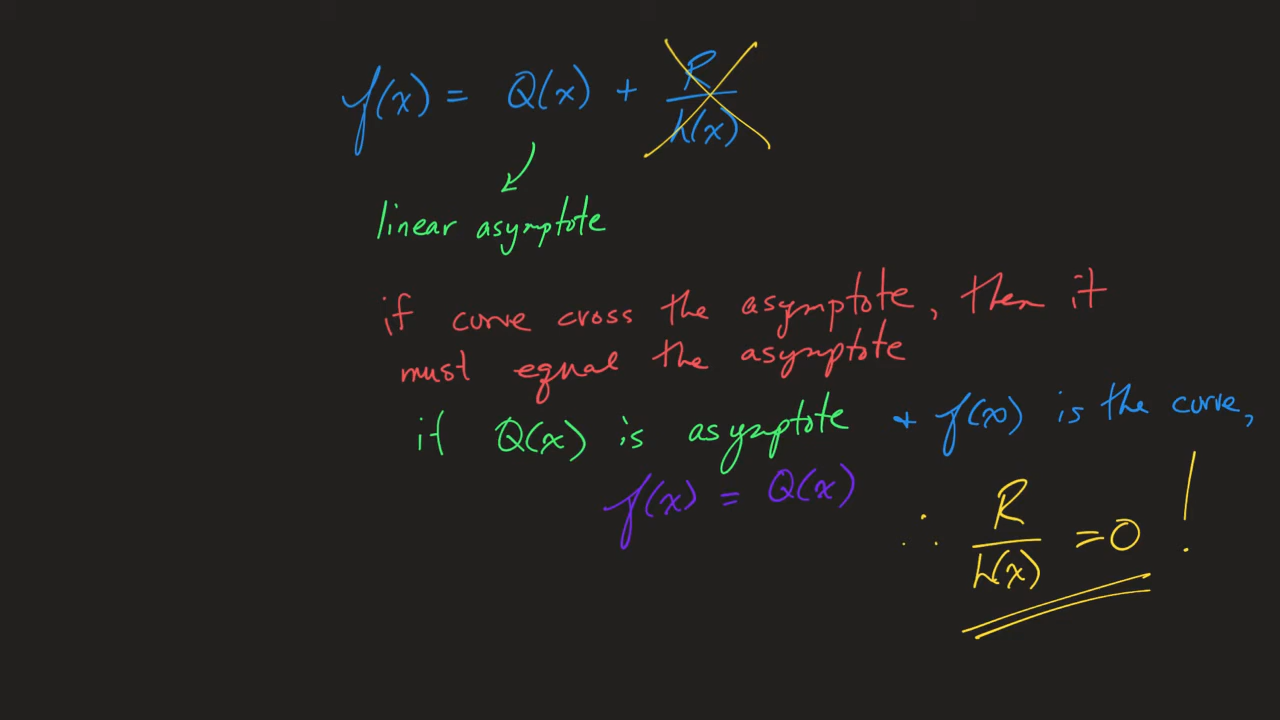 f(x) = Q(x) + R/h(x)
linear asymptote
if curve cross the asymptote, then it
must equal the asymptote
if Q(x) is asymptote + f(x) is the curve,
f(x) = Q(x)
∴ R/h(x) = 0 !